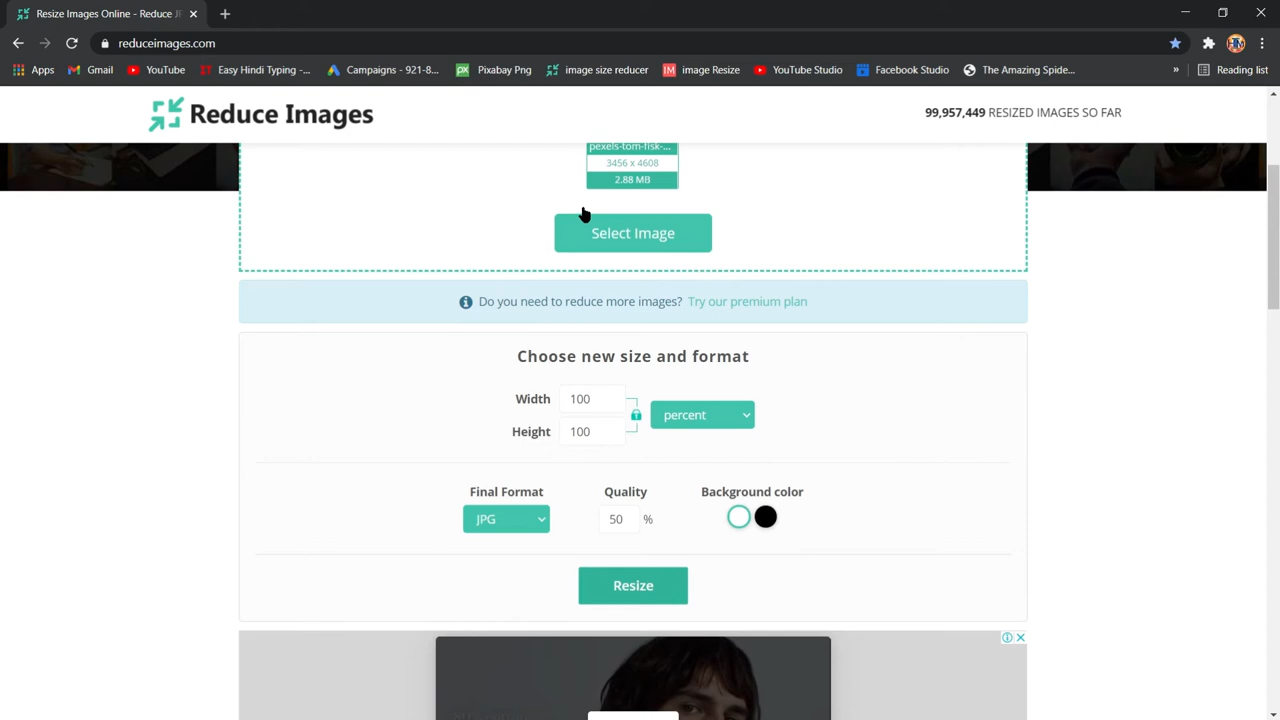 Resize Images Online - Reduce JP
reduceimages.com
Apps
Gmail
YouTube
Easy Hindi Typing -...
Campaigns - 921-8...
Pixabay Png
image size reducer
image Resize
YouTube Studio
Facebook Studio
The Amazing Spide...
»
Reading list
Reduce Images
99,957,449 RESIZED IMAGES SO FAR
pexels-tom-fisk-...
3456 x 4608
2.88 MB
Select Image
Do you need to reduce more images? Try our premium plan
Choose new size and format
Width 100
percent
Height 100
Final Format Quality Background color
JPG 50 %
Resize